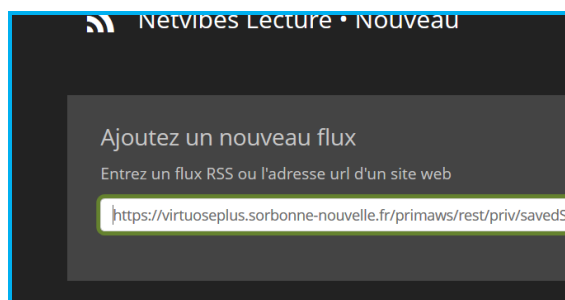 Netvibes Lecture • Nouveau
Ajoutez un nouveau flux
Entrez un flux RSS ou l'adresse url d'un site web
https://virtuoseplus.sorbonne-nouvelle.fr/primaws/rest/priv/savedS